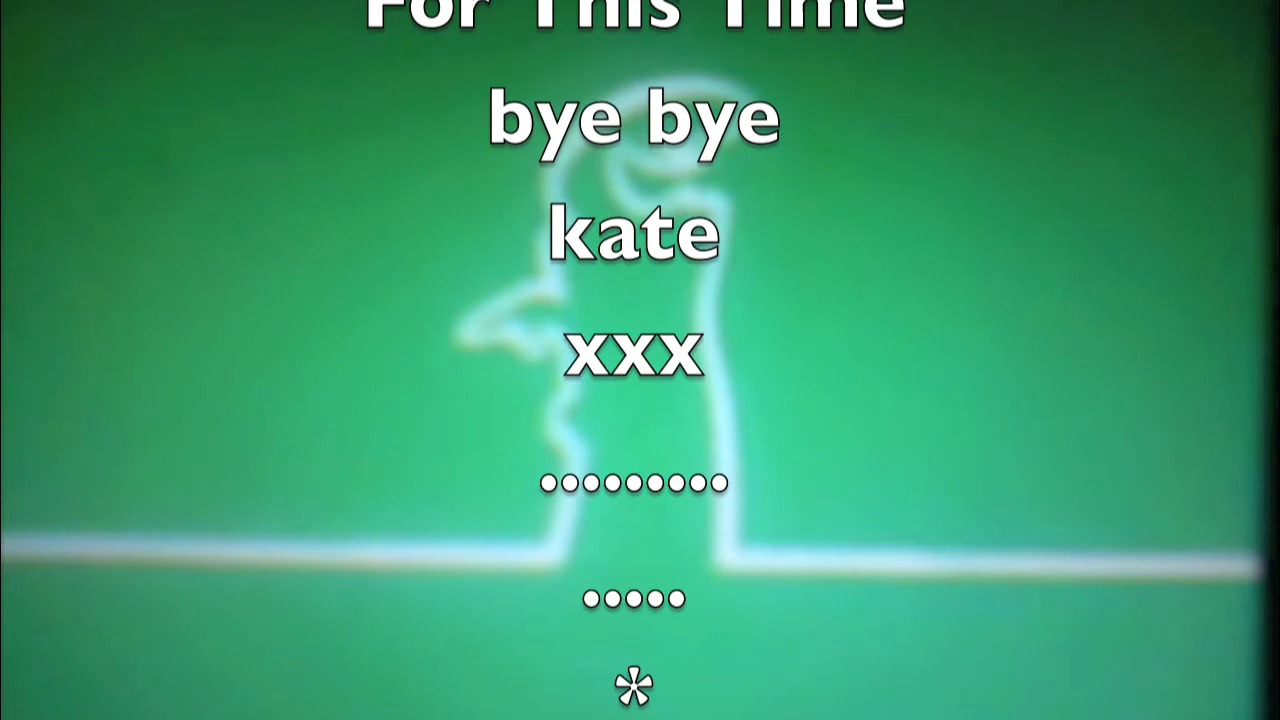 For This Time
bye bye
kate
xxx
.........
.....
*